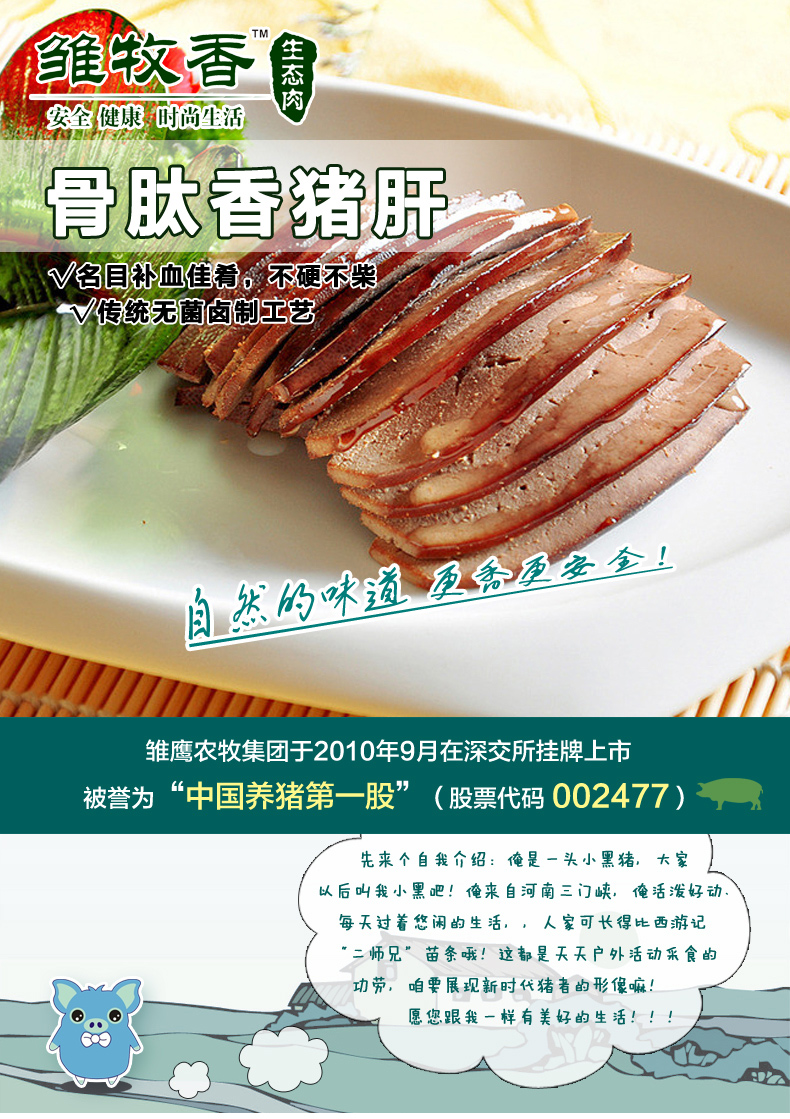 雏牧香™
生态肉
安全 健康 时尚生活
骨肽香猪肝
√名目补血佳肴，不硬不柴
√传统无菌卤制工艺
自然的味道 更香更安全！
雏鹰农牧集团于2010年9月在深交所挂牌上市
被誉为“中国养猪第一股”（股票代码 002477）
先来个自我介绍：俺是一头小黑猪，大家
以后叫我小黑吧！俺来自河南三门峡，俺活泼好动．
每天过着悠闲的生活，，人家可长得比西游记
“二师兄”苗条哦！这都是天天户外活动采食的
功劳，咱要展现新时代猪者的形像嘛！
愿您跟我一样有美好的生活！！！